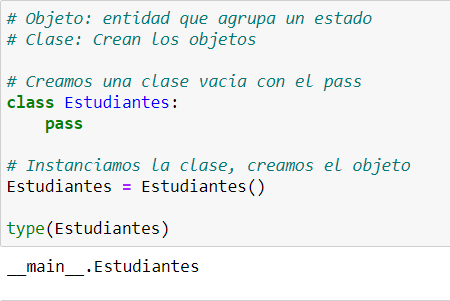 # Objeto: entidad que agrupa un estado
# Clase: Crean los objetos
# Creamos una clase vacia con el pass
class Estudiantes:
    pass
# Instanciamos la clase, creamos el objeto
Estudiantes = Estudiantes()
type(Estudiantes)
__main__.Estudiantes